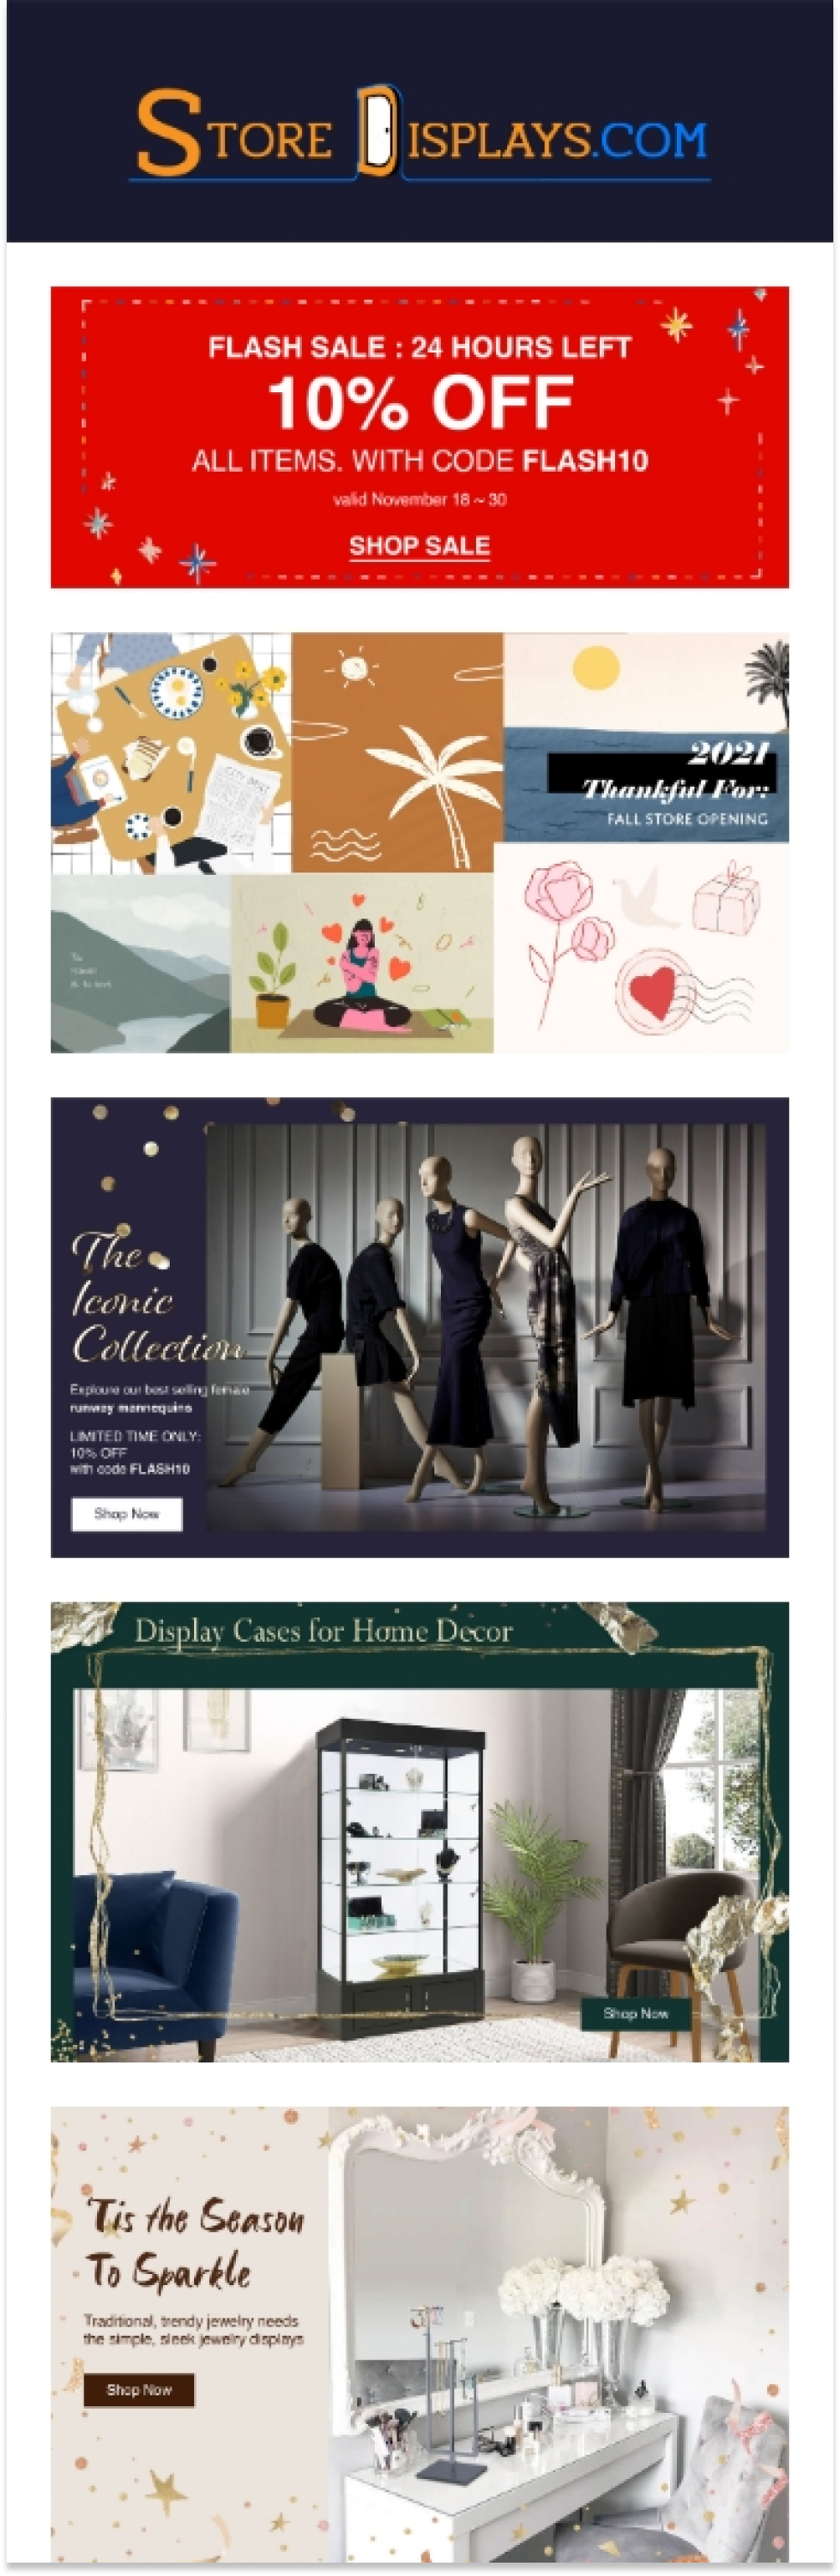 STORE DISPLAYS.COM
FLASH SALE : 24 HOURS LEFT
10% OFF
ALL ITEMS. WITH CODE FLASH10
valid November 18 ~ 30
SHOP SALE
2021
Thankful For:
FALL STORE OPENING
The
Iconic
Collection
Exploure our best selling female
runway mannequins
LIMITED TIME ONLY:
10% OFF
with code FLASH10
Shop Now
Display Cases for Home Decor
Shop Now
'Tis the Season
To Sparkle
Traditional, trendy jewelry needs
the simple, sleek jewelry displays
Shop Now